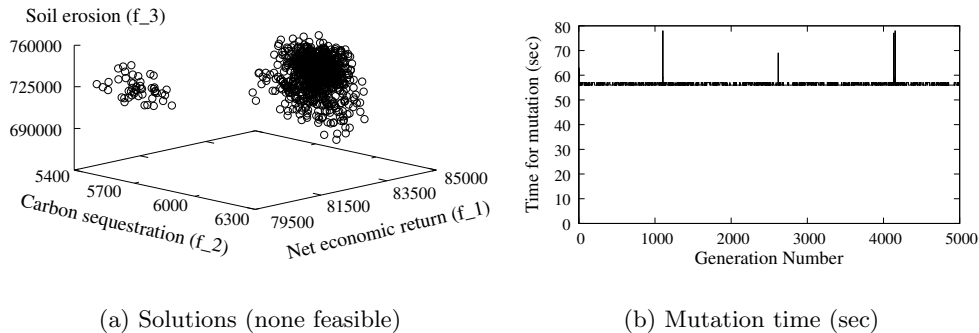 Soil erosion (f_3)
760000
725000
690000
5400
5700
6000
6300
79500
81500
83500
85000
Carbon sequestration (f_2)
Net economic return (f_1)
(a) Solutions (none feasible)
80
70
60
50
40
30
20
10
0
Time for mutation (sec)
0 1000 2000 3000 4000 5000
Generation Number
(b) Mutation time (sec)